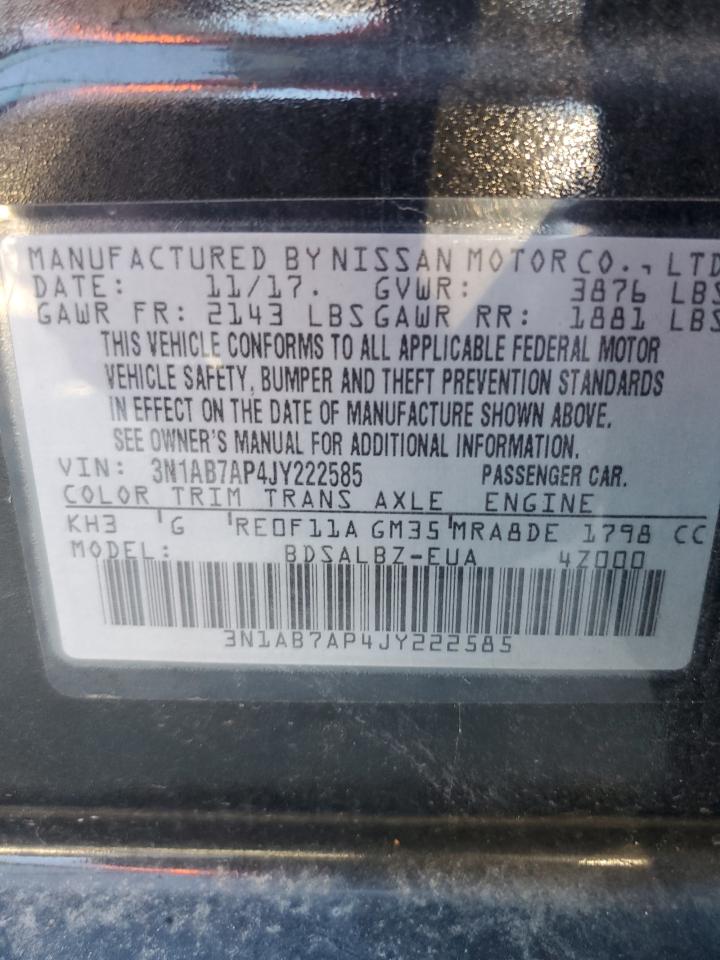 MANUFACTURED BY NISSAN MOTOR CO., LTD
DATE: 11/17. GVWR: 3876 LBS
GAWR FR: 2143 LBS GAWR RR: 1881 LBS
THIS VEHICLE CONFORMS TO ALL APPLICABLE FEDERAL MOTOR
VEHICLE SAFETY, BUMPER AND THEFT PREVENTION STANDARDS
IN EFFECT ON THE DATE OF MANUFACTURE SHOWN ABOVE.
SEE OWNER'S MANUAL FOR ADDITIONAL INFORMATION.
VIN: 3N1AB7AP4JY222585 PASSENGER CAR.
COLOR TRIM TRANS AXLE ENGINE
KH3 G RE0F11A GM35 MRA8DE 1798 CC
MODEL: BDSALBZ-EUA 4Z000
3N1AB7AP4JY222585